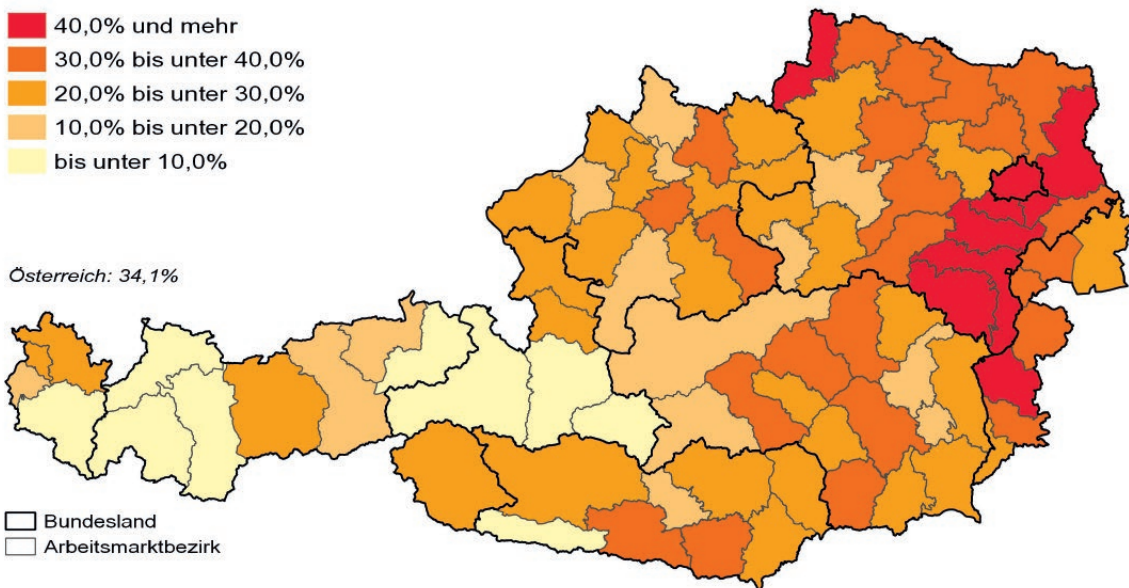 40,0% und mehr
30,0% bis unter 40,0%
20,0% bis unter 30,0%
10,0% bis unter 20,0%
bis unter 10,0%
Österreich: 34,1%
Bundesland
Arbeitsmarktbezirk